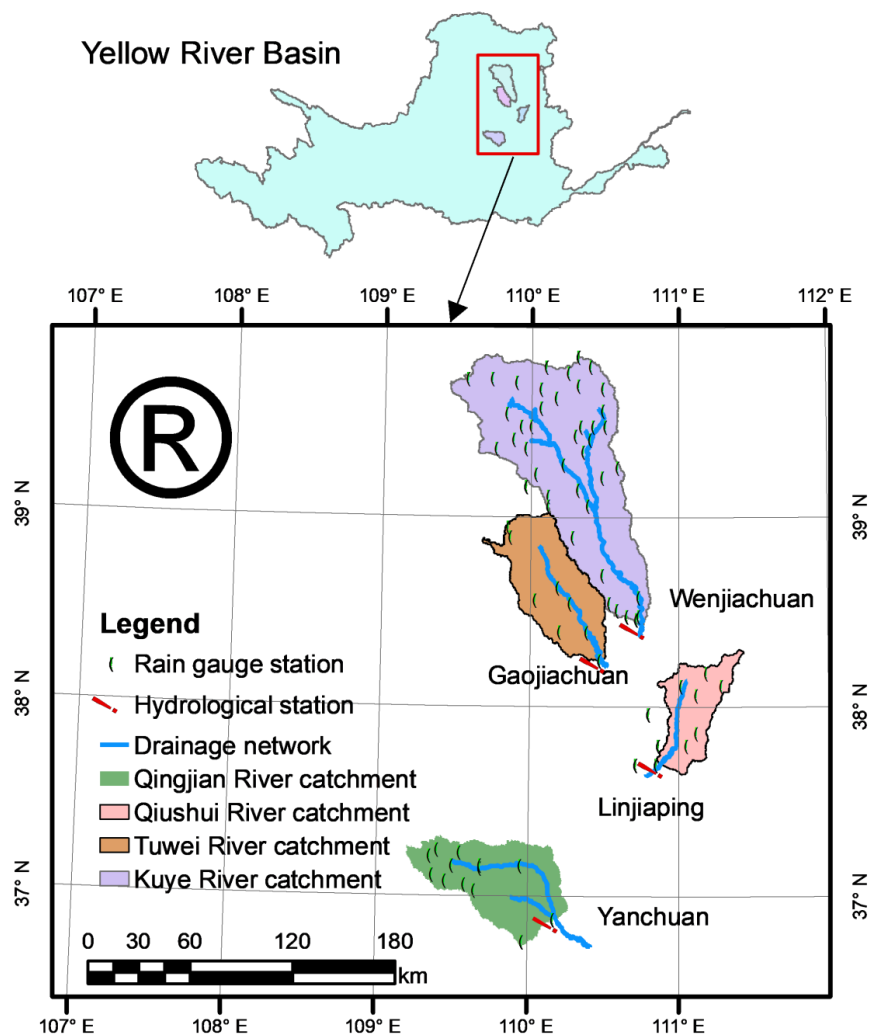 Yellow River Basin
107° E 108° E 109° E 110° E 111° E 112° E
R
39° N
39° N
Wenjiachuan
Legend
Rain gauge station
Gaojiachuan
38° N
38° N
Hydrological station
Drainage network
Qingjian River catchment
Qiushui River catchment
Linjiaping
Tuwei River catchment
Kuye River catchment
37° N
37° N
Yanchuan
0 30 60 120 180
km
107° E 108° E 109° E 110° E 111° E